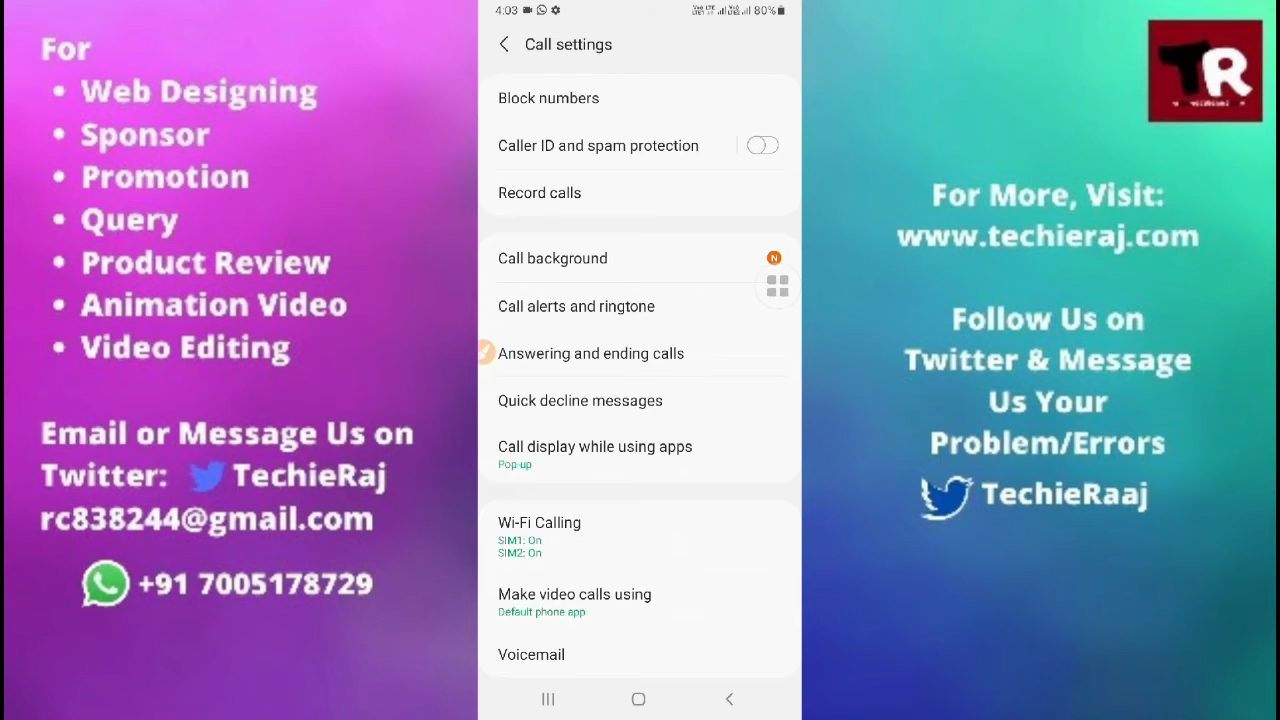 For
• Web Designing
• Sponsor
• Promotion
• Query
• Product Review
• Animation Video
• Video Editing
Email or Message Us on
Twitter: TechieRaj
rc838244@gmail.com
+91 7005178729
4:03
80%
Call settings
Block numbers
Caller ID and spam protection
Record calls
Call background
N
Call alerts and ringtone
Answering and ending calls
Quick decline messages
Call display while using apps
Pop-up
Wi-Fi Calling
SIM1: On
SIM2: On
Make video calls using
Default phone app
Voicemail
TR
For More, Visit:
www.techieraj.com
Follow Us on
Twitter & Message
Us Your
Problem/Errors
TechieRaaj